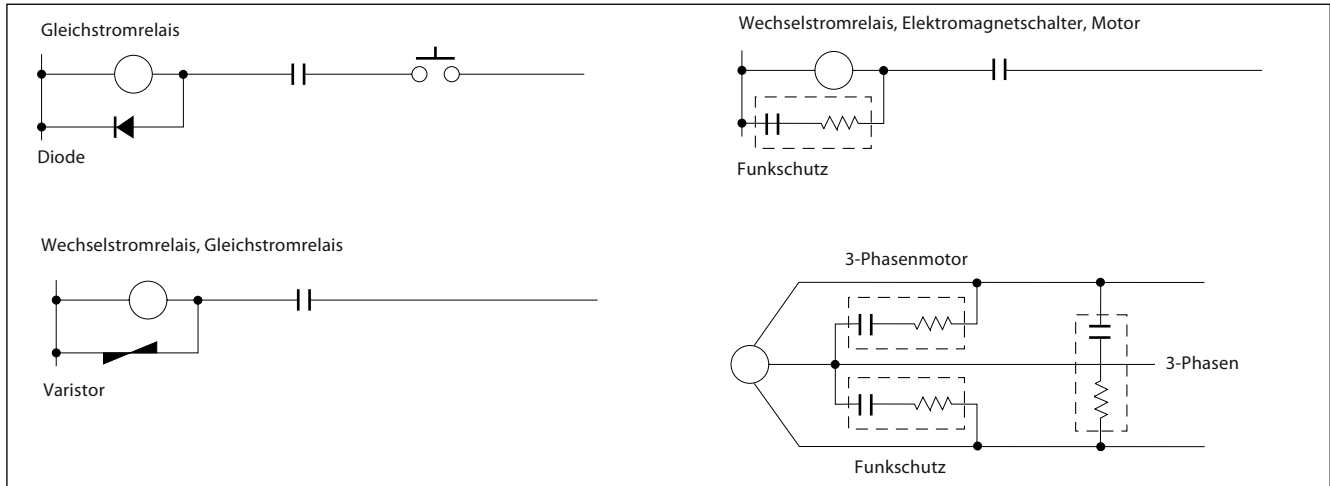 Gleichstromrelais
Diode
Wechselstromrelais, Elektromagnetschalter, Motor
Funkschutz
Wechselstromrelais, Gleichstromrelais
Varistor
3-Phasenmotor
3-Phasen
Funkschutz